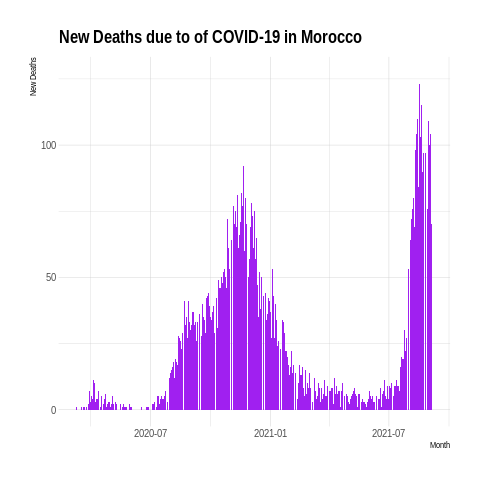 New Deaths due to of COVID-19 in Morocco
New Deaths
100
50
0
2020-07
2021-01
2021-07
Month